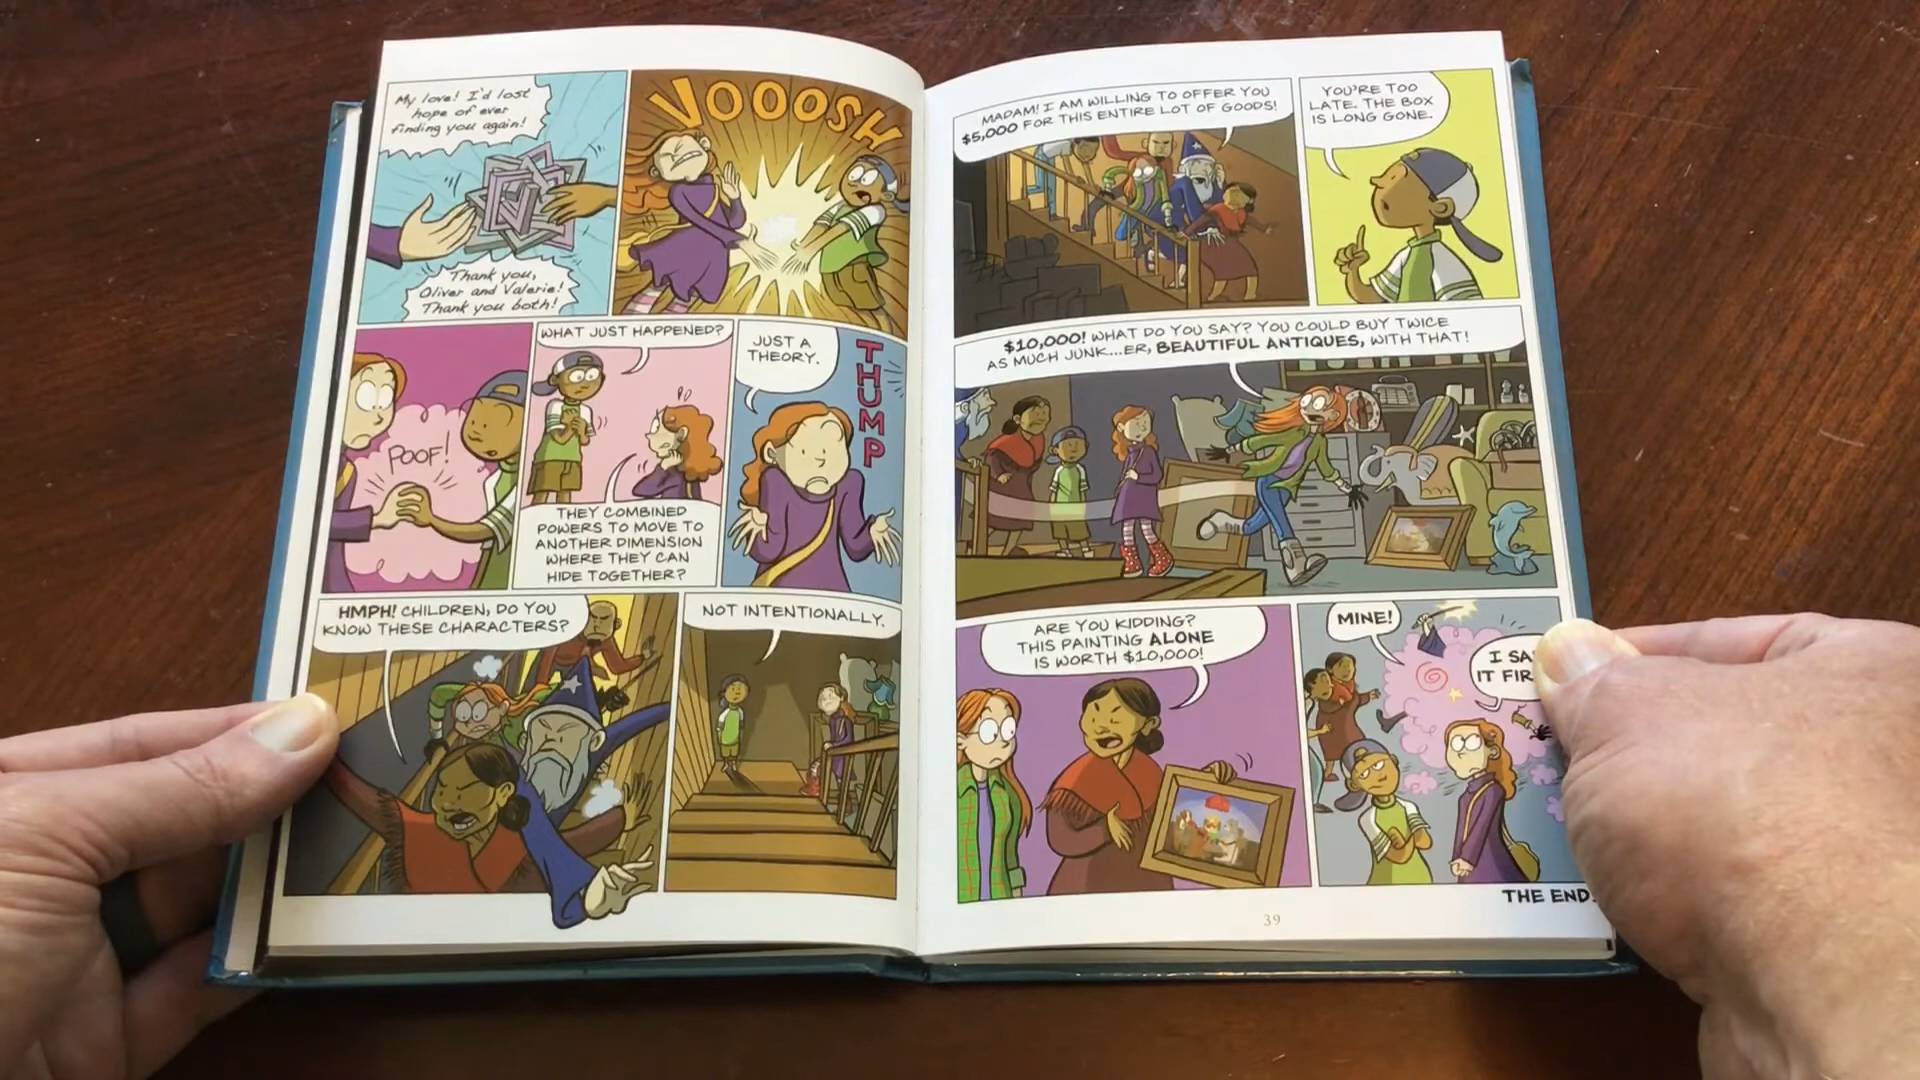 My love! I'd lost
hope of ever
finding you again!
Thank you,
Oliver and Valerie!
Thank you both!
VOOOSH
POOF!
WHAT JUST HAPPENED?
THEY COMBINED
POWERS TO MOVE TO
ANOTHER DIMENSION
WHERE THEY CAN
HIDE TOGETHER?
JUST A
THEORY.
THUMP
HMPH! CHILDREN, DO YOU
KNOW THESE CHARACTERS?
NOT INTENTIONALLY.
MADAM! I AM WILLING TO OFFER YOU
$5,000 FOR THIS ENTIRE LOT OF GOODS!
YOU'RE TOO
LATE. THE BOX
IS LONG GONE.
$10,000! WHAT DO YOU SAY? YOU COULD BUY TWICE
AS MUCH JUNK...ER, BEAUTIFUL ANTIQUES, WITH THAT!
ARE YOU KIDDING?
THIS PAINTING ALONE
IS WORTH $10,000!
MINE!
I
IT
THE END.
39